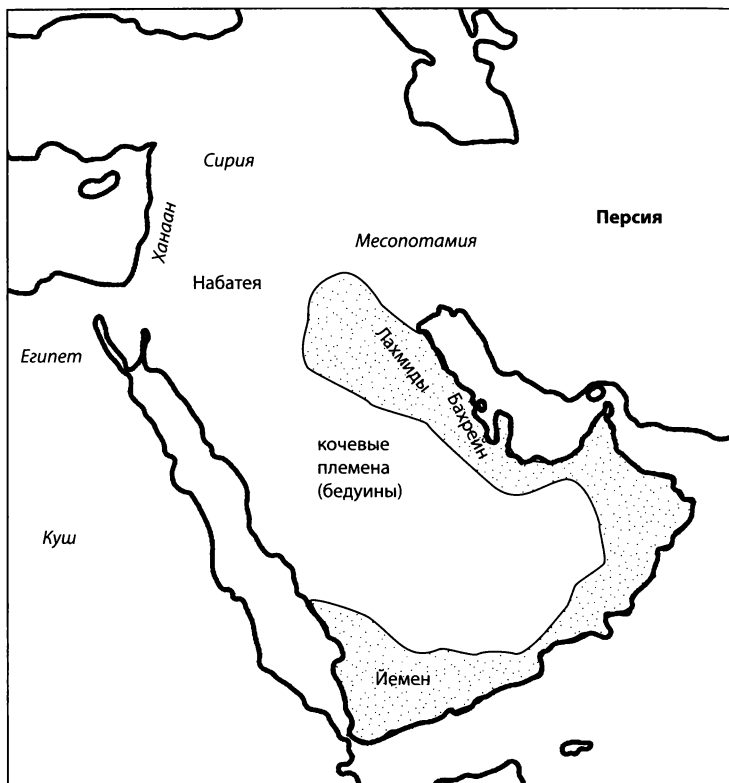 Сирия
Ханаан
Персия
Месопотамия
Набатея
Египет
Лахмиды
Бахрейн
кочевые
племена
(бедуины)
Куш
Йемен